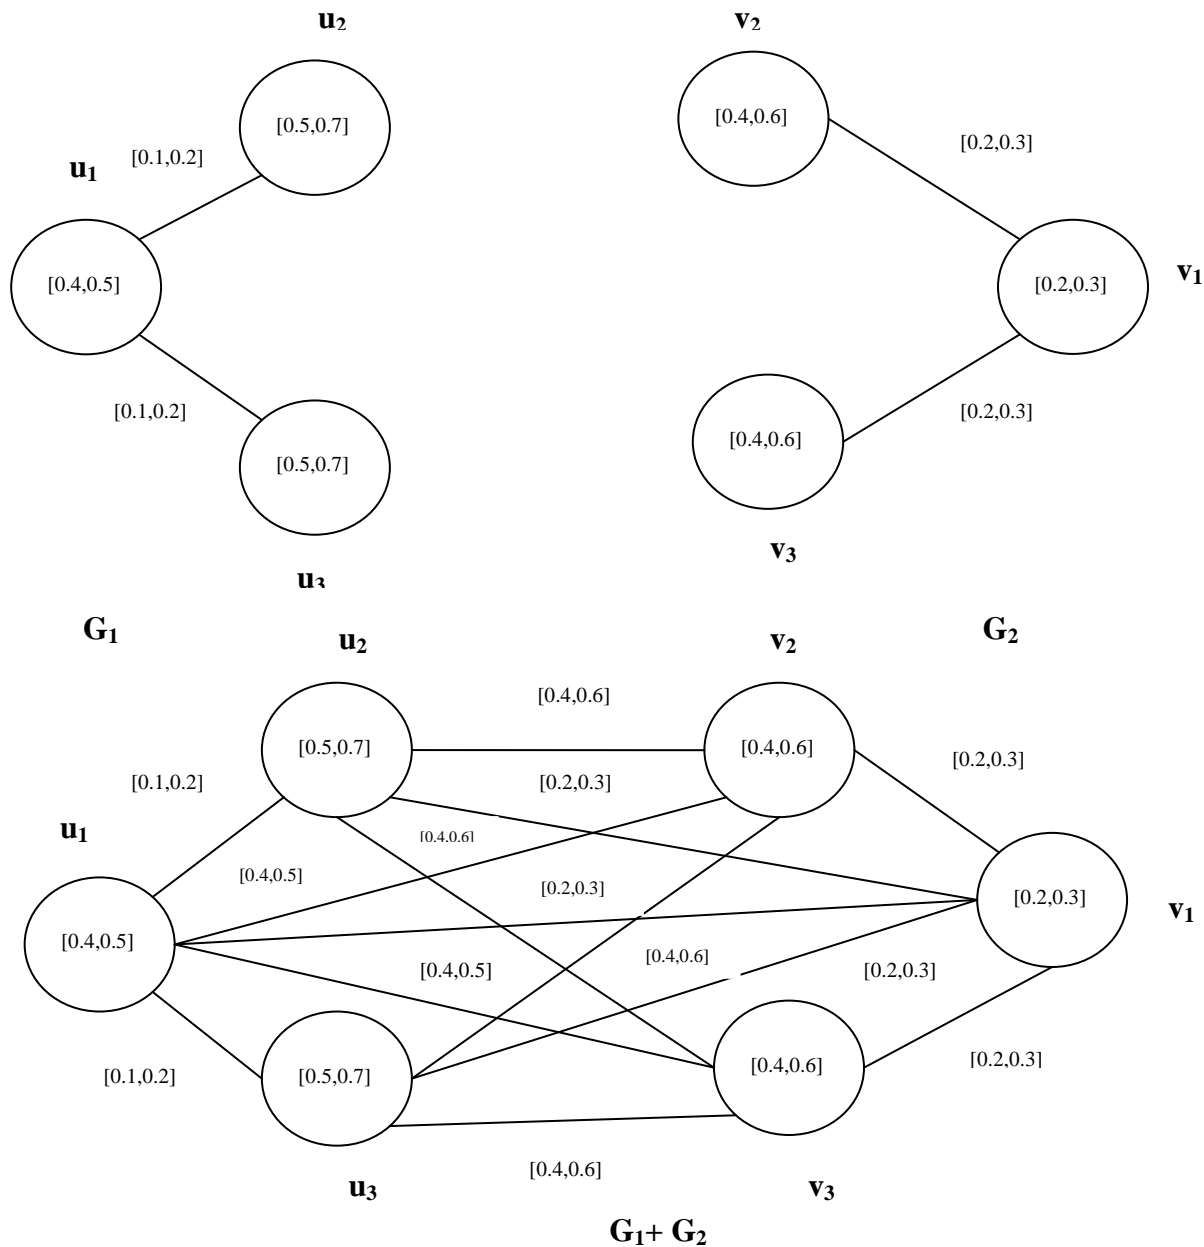 u₂ v₂
[0.5,0.7] [0.4,0.6]
[0.1,0.2] [0.2,0.3]
u₁
[0.4,0.5] [0.2,0.3] v₁
[0.1,0.2] [0.2,0.3]
[0.5,0.7] [0.4,0.6]
v₃
u₃
G₁ G₂
u₂ v₂
[0.4,0.6]
[0.5,0.7] [0.4,0.6]
[0.1,0.2] [0.2,0.3] [0.2,0.3]
u₁ [0.4,0.6]
[0.4,0.5] [0.2,0.3] [0.2,0.3] v₁
[0.4,0.5]
[0.4,0.5] [0.4,0.6] [0.2,0.3]
[0.1,0.2] [0.5,0.7] [0.4,0.6] [0.2,0.3]
[0.4,0.6]
u₃ v₃
G₁+ G₂